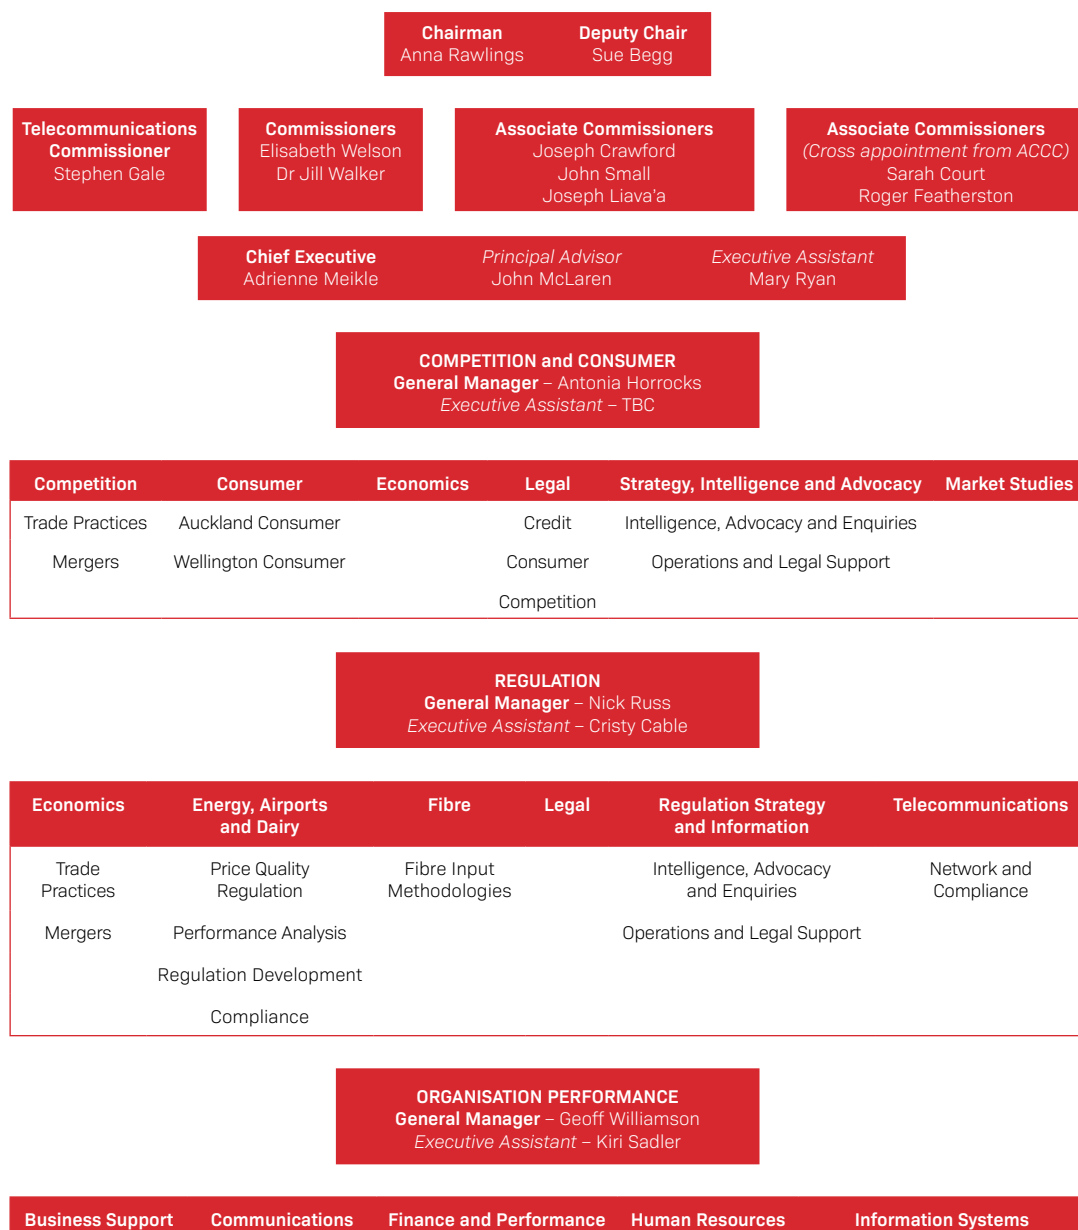 Chairman
Anna Rawlings
Deputy Chair
Sue Begg
Telecommunications
Commissioner
Stephen Gale
Commissioners
Elisabeth Welson
Dr Jill Walker
Associate Commissioners
Joseph Crawford
John Small
Joseph Liava'a
Associate Commissioners
(Cross appointment from ACCC)
Sarah Court
Roger Featherston
Chief Executive
Adrienne Meikle
Principal Advisor
John McLaren
Executive Assistant
Mary Ryan
COMPETITION and CONSUMER
General Manager – Antonia Horrocks
Executive Assistant – TBC
Competition
Trade Practices
Mergers
Consumer
Auckland Consumer
Wellington Consumer
Economics
Legal
Credit
Consumer
Competition
Strategy, Intelligence and Advocacy
Intelligence, Advocacy and Enquiries
Operations and Legal Support
Market Studies
REGULATION
General Manager – Nick Russ
Executive Assistant – Cristy Cable
Economics
Trade
Practices
Mergers
Energy, Airports
and Dairy
Price Quality
Regulation
Performance Analysis
Regulation Development
Compliance
Fibre
Fibre Input
Methodologies
Legal
Regulation Strategy
and Information
Intelligence, Advocacy
and Enquiries
Operations and Legal Support
Telecommunications
Network and
Compliance
ORGANISATION PERFORMANCE
General Manager – Geoff Williamson
Executive Assistant – Kiri Sadler
Business Support
Communications
Finance and Performance
Human Resources
Information Systems